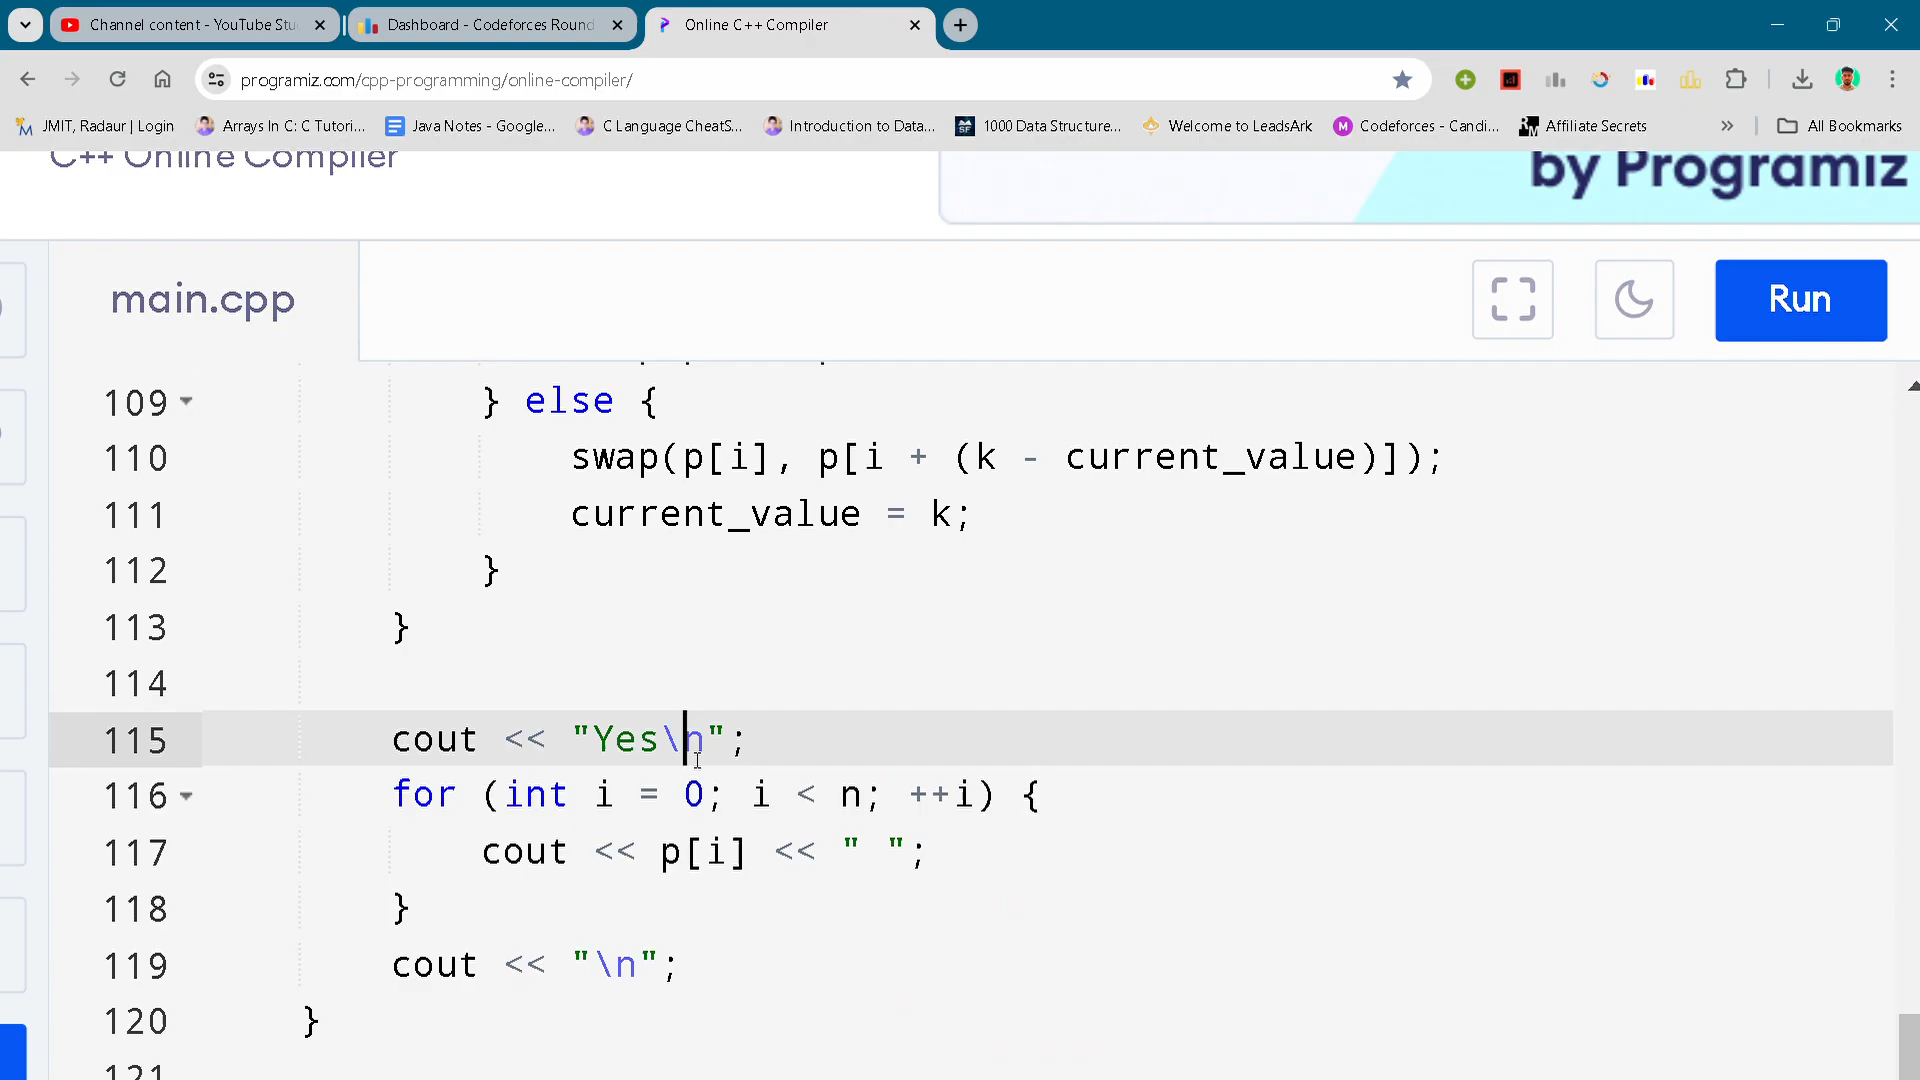 Channel content - YouTube Stu
Dashboard - Codeforces Round
Online C++ Compiler
programiz.com/cpp-programming/online-compiler/
JMIT, Radaur | Login
Arrays In C: C Tutori...
Java Notes - Google...
C Language CheatS...
Introduction to Data...
1000 Data Structure...
Welcome to LeadsArk
Codeforces - Candi...
Affiliate Secrets
All Bookmarks
C++ Online Compiler
by Programiz
main.cpp
Run
109 } else {
110 swap(p[i], p[i + (k - current_value)]);
111 current_value = k;
112 }
113 }
114
115 cout << "Yes\n";
116 for (int i = 0; i < n; ++i) {
117 cout << p[i] << " ";
118 }
119 cout << "\n";
120 }
121